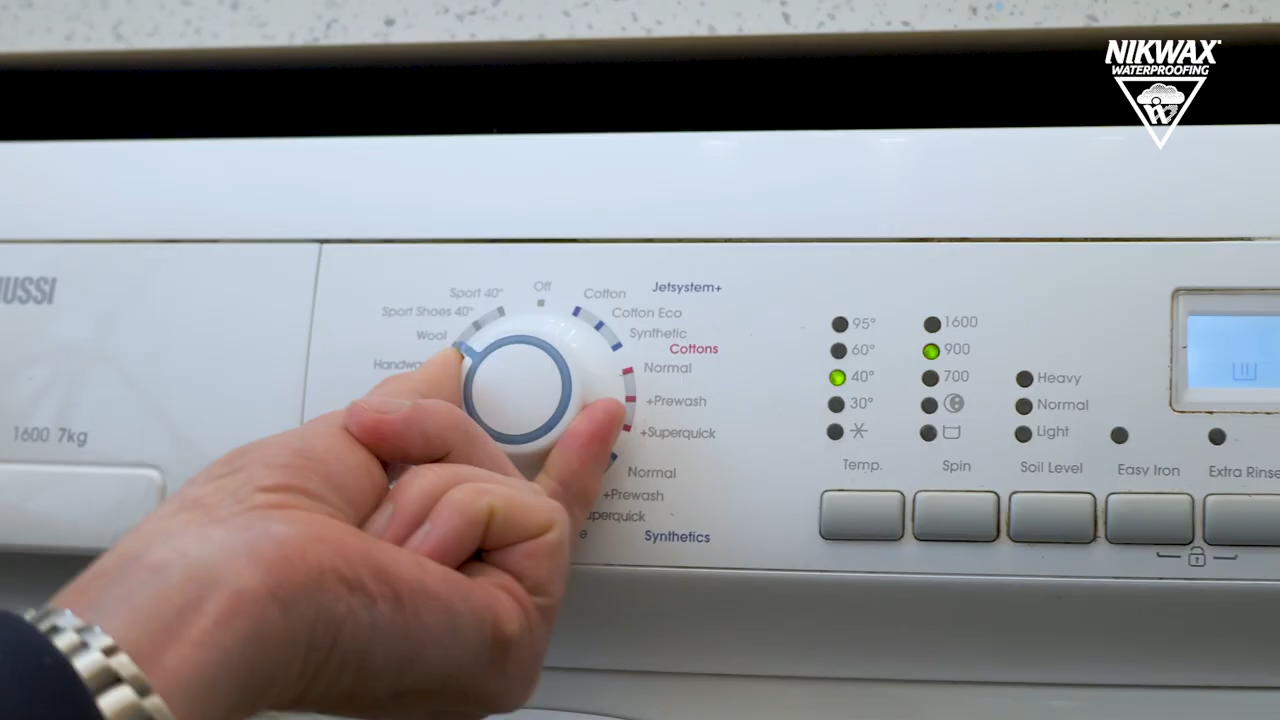 NIKWAX
WATERPROOFING
USSI
1600 7kg
Off
Sport 40°
Sport Shoes 40°
Wool
Handwa
Cotton
Jetsystem+
Cotton Eco
Synthetic
Cottons
Normal
+Prewash
+Superquick
Normal
+Prewash
uperquick
e
Synthetics
95°
60°
40°
30°
Temp.
1600
900
700
Spin
Heavy
Normal
Light
Soil Level
Easy Iron
Extra Rinse